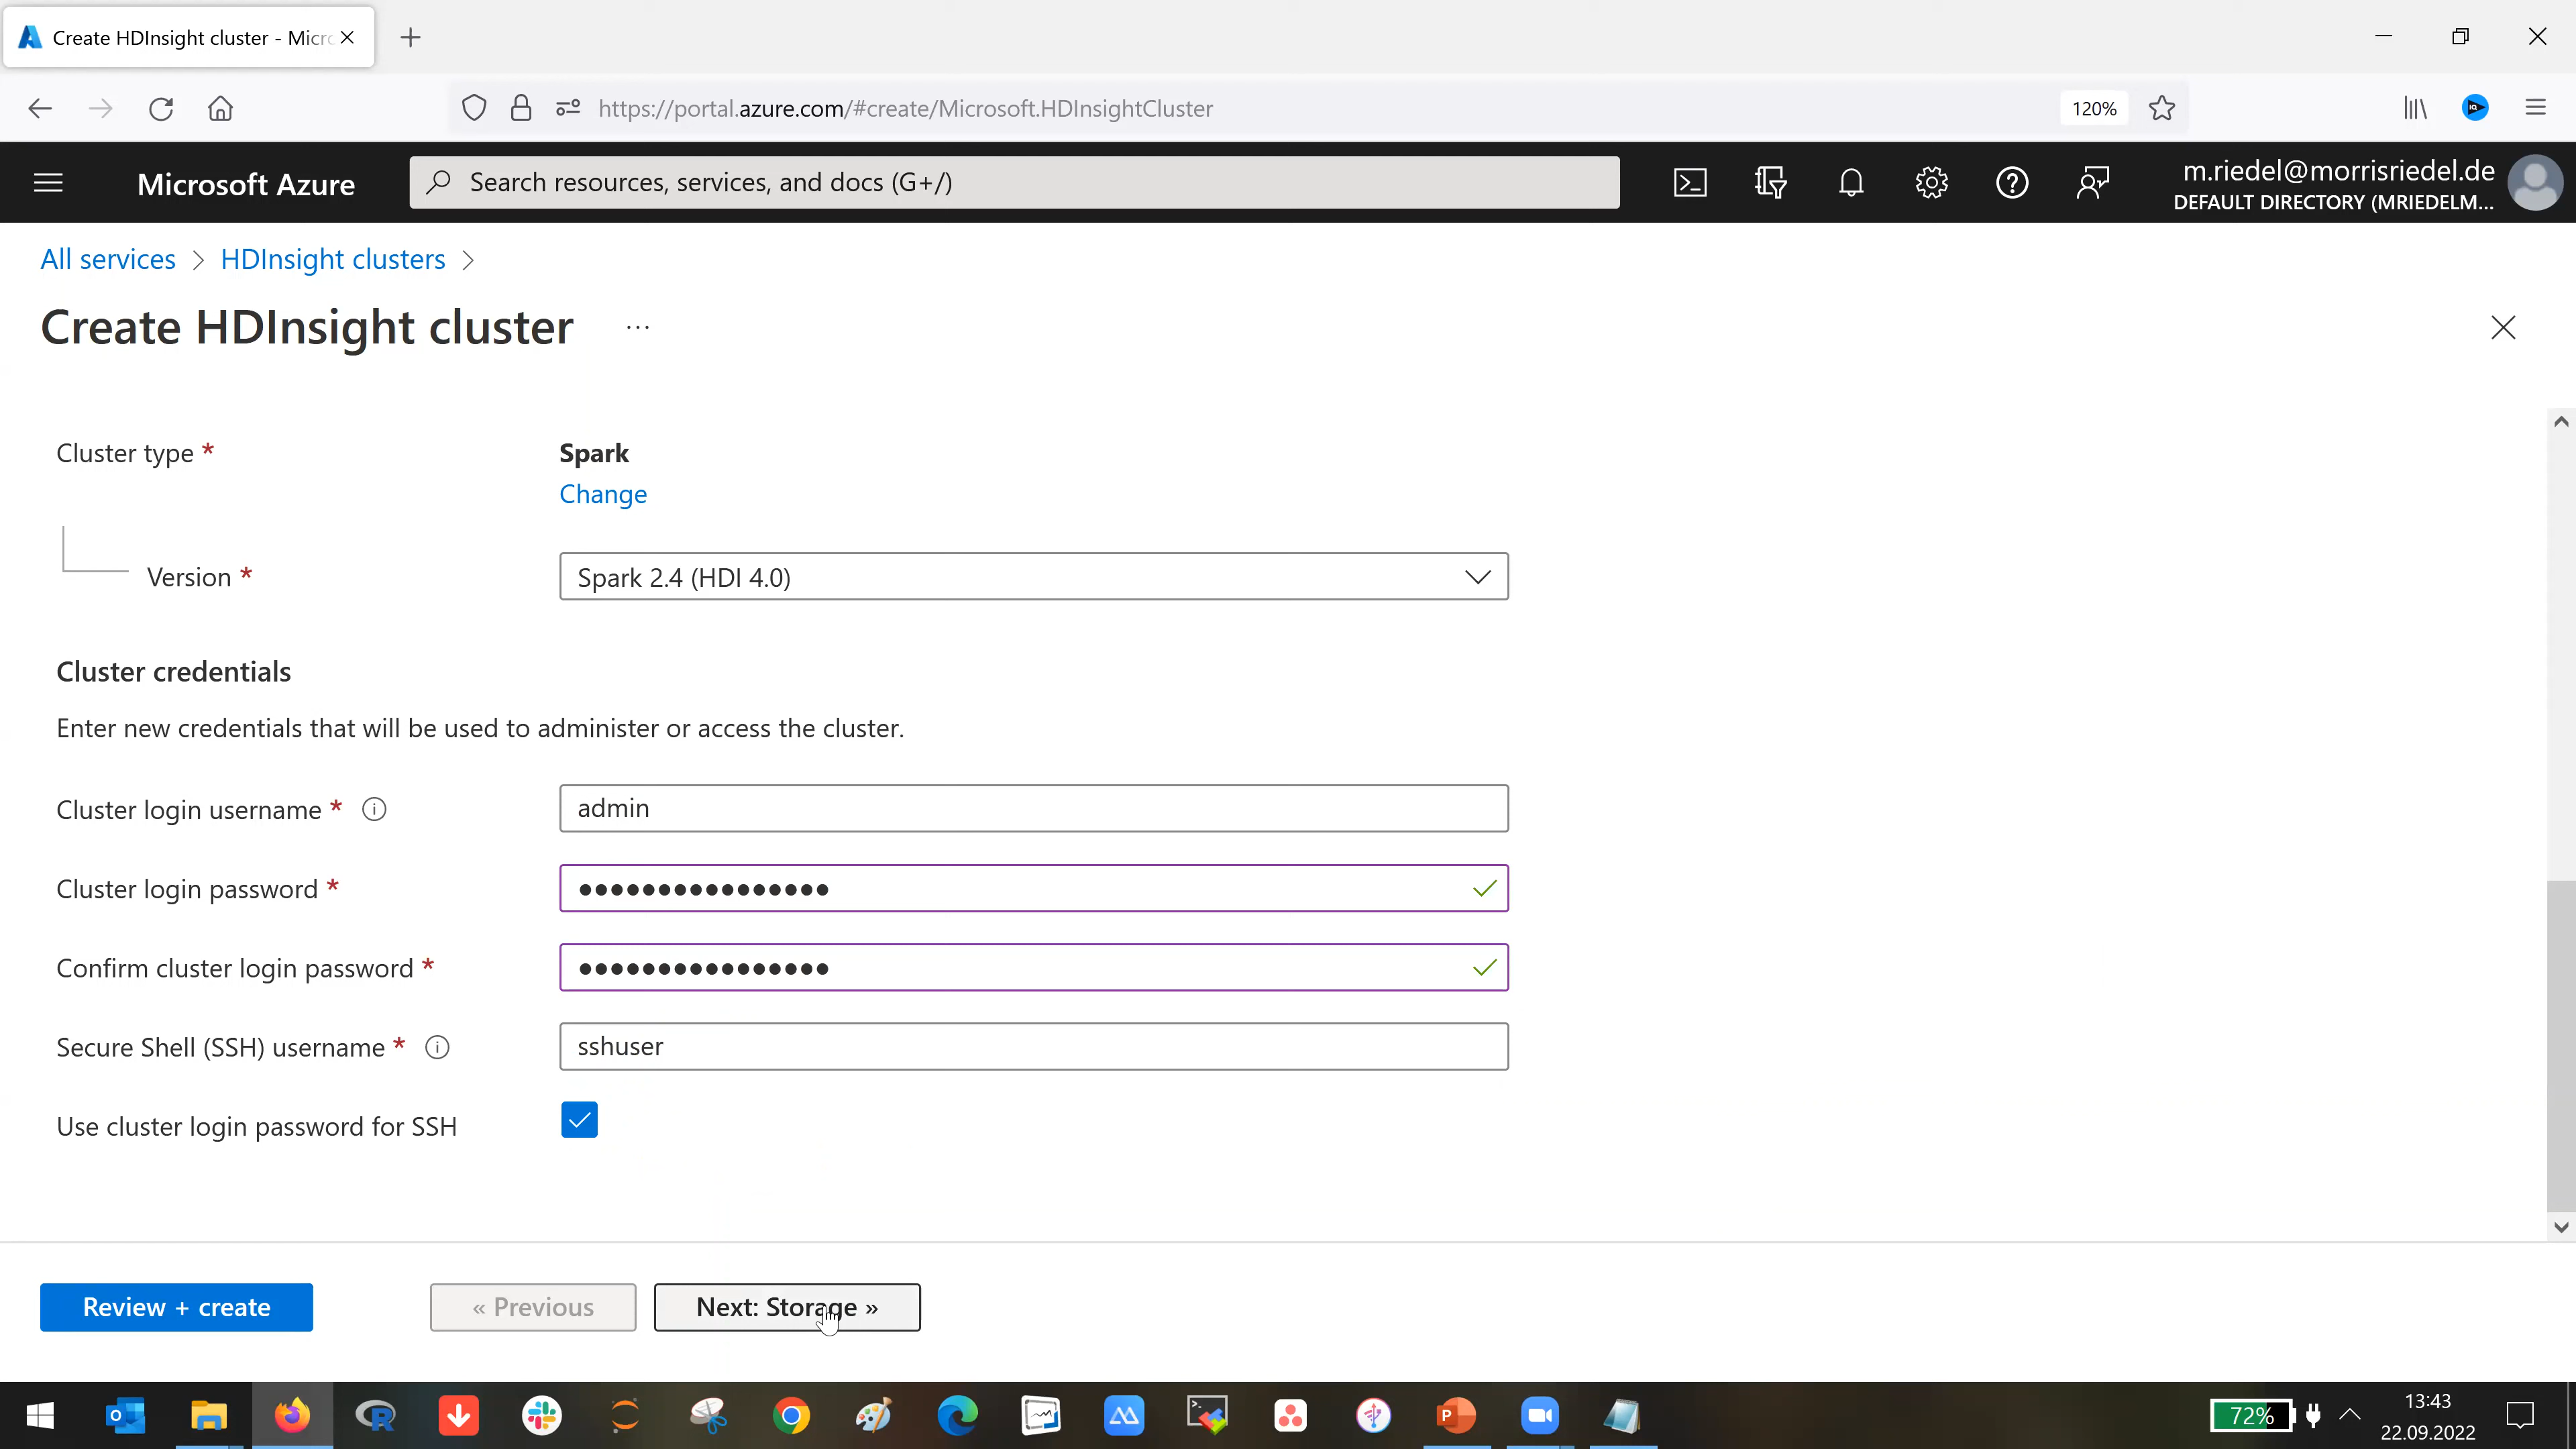 Create HDInsight cluster - Micro
https://portal.azure.com/#create/Microsoft.HDInsightCluster
120%
Microsoft Azure
Search resources, services, and docs (G+/)
m.riedel@morrisriedel.de
DEFAULT DIRECTORY (MRIEDELM...
All services > HDInsight clusters >
Create HDInsight cluster ...
Cluster type *
Spark
Change
Version *
Spark 2.4 (HDI 4.0)
Cluster credentials
Enter new credentials that will be used to administer or access the cluster.
Cluster login username *
admin
Cluster login password *
●●●●●●●●●●●●●●●●
Confirm cluster login password *
●●●●●●●●●●●●●●●●
Secure Shell (SSH) username *
sshuser
Use cluster login password for SSH
Review + create
« Previous
Next: Storage »
72%
13:43
22.09.2022